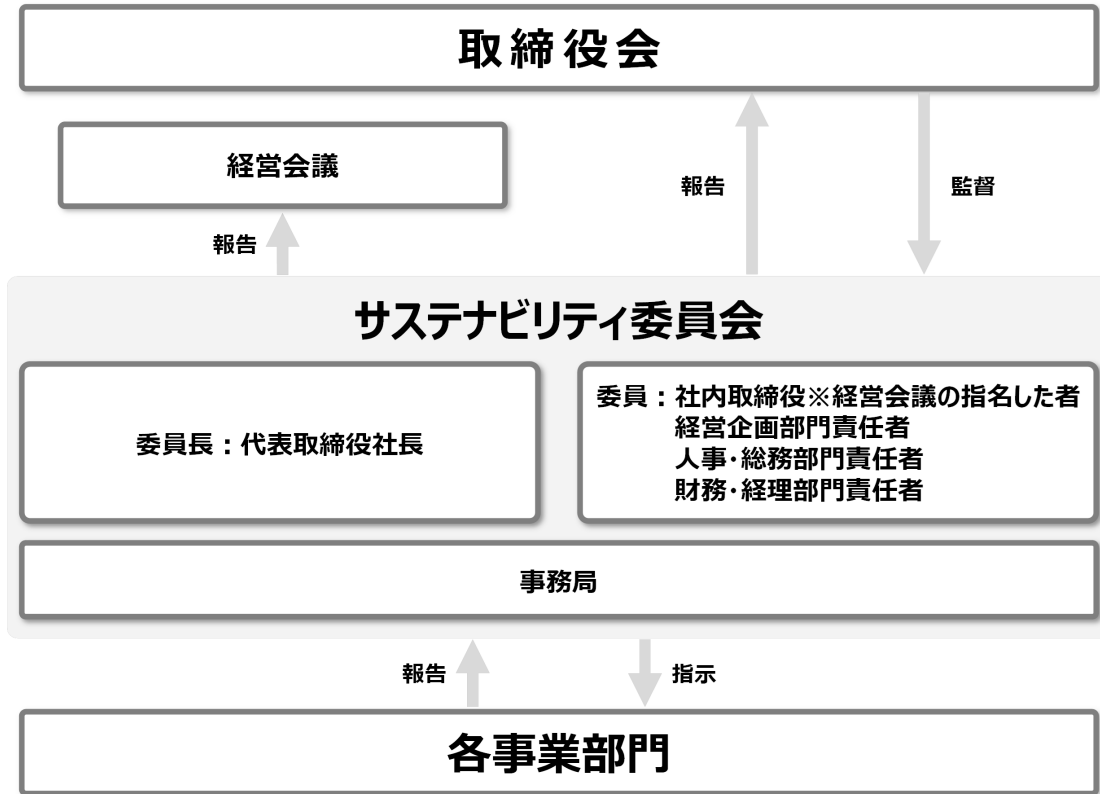 取締役会
経営会議
報告
監督
報告
サステナビリティ委員会
委員長：代表取締役社長
委員：社内取締役※経営会議の指名した者
経営企画部門責任者
人事・総務部門責任者
財務・経理部門責任者
事務局
報告
指示
各事業部門